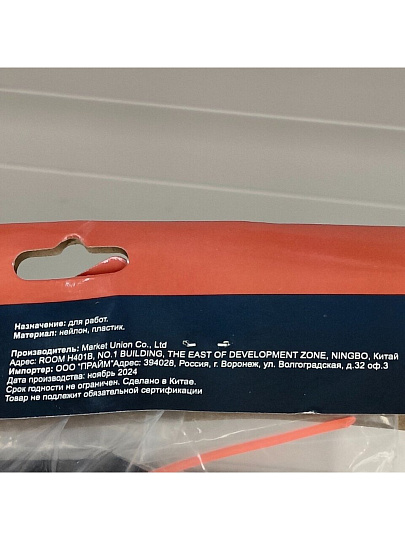 Назначение: для работ.
Материал: нейлон, пластик.
Производитель: Market Union Co., Ltd
Адрес: ROOM H401B, NO.1 BUILDING, THE EAST OF DEVELOPMENT ZONE, NINGBO, Китай
Импортер: ООО "ПРАЙМ"Адрес: 394028, Россия, г. Воронеж, ул. Волгоградская, д.32 оф.3
Дата производства: ноябрь 2024
Срок годности не ограничен. Сделано в Китае.
Товар не подлежит обязательной сертификации